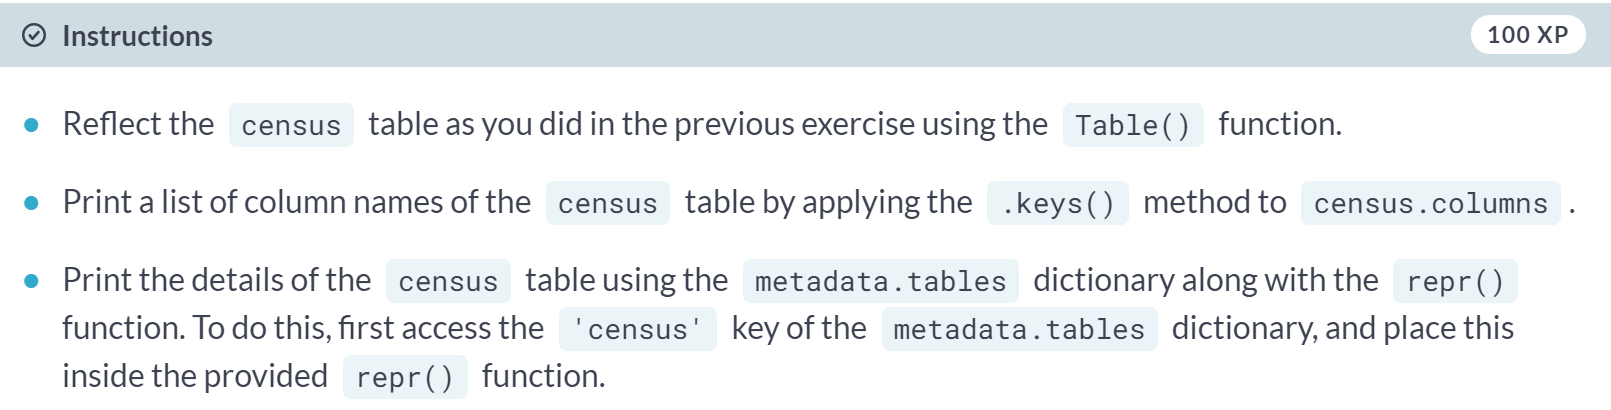 Instructions
100 XP
Reflect the census table as you did in the previous exercise using the Table() function.
Print a list of column names of the census table by applying the .keys() method to census.columns .
Print the details of the census table using the metadata.tables dictionary along with the repr()
function. To do this, first access the 'census' key of the metadata.tables dictionary, and place this
inside the provided repr() function.